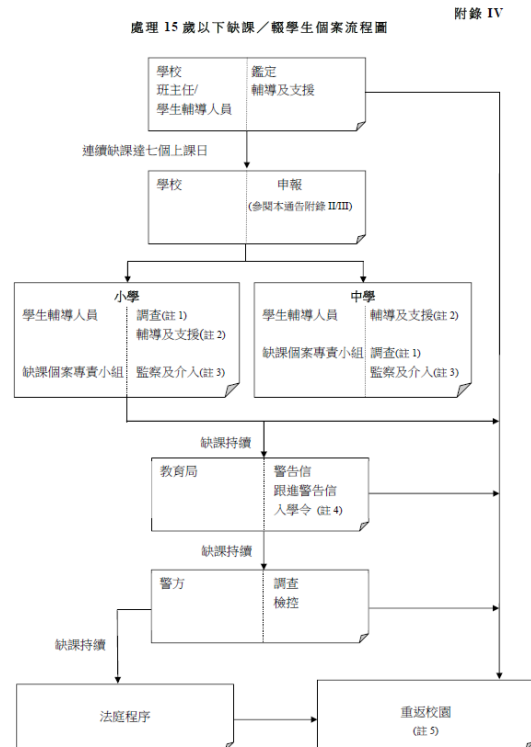 附錄 IV
處理 15 歲以下缺課／輟學生個案流程圖
學校 鑑定
班主任/ 輔導及支援
學生輔導人員
連續缺課達七個上課日
學校 申報
(參閱本通告附錄 II/III)
小學
學生輔導人員 調查(註 1)
輔導及支援(註 2)
缺課個案專責小組 監察及介入(註 3)
中學
學生輔導人員 輔導及支援(註 2)
缺課個案專責小組 調查(註 1)
監察及介入(註 3)
缺課持續
教育局 警告信
跟進警告信
入學令 (註 4)
缺課持續
警方 調查
檢控
缺課持續
法庭程序
重返校園
(註 5)